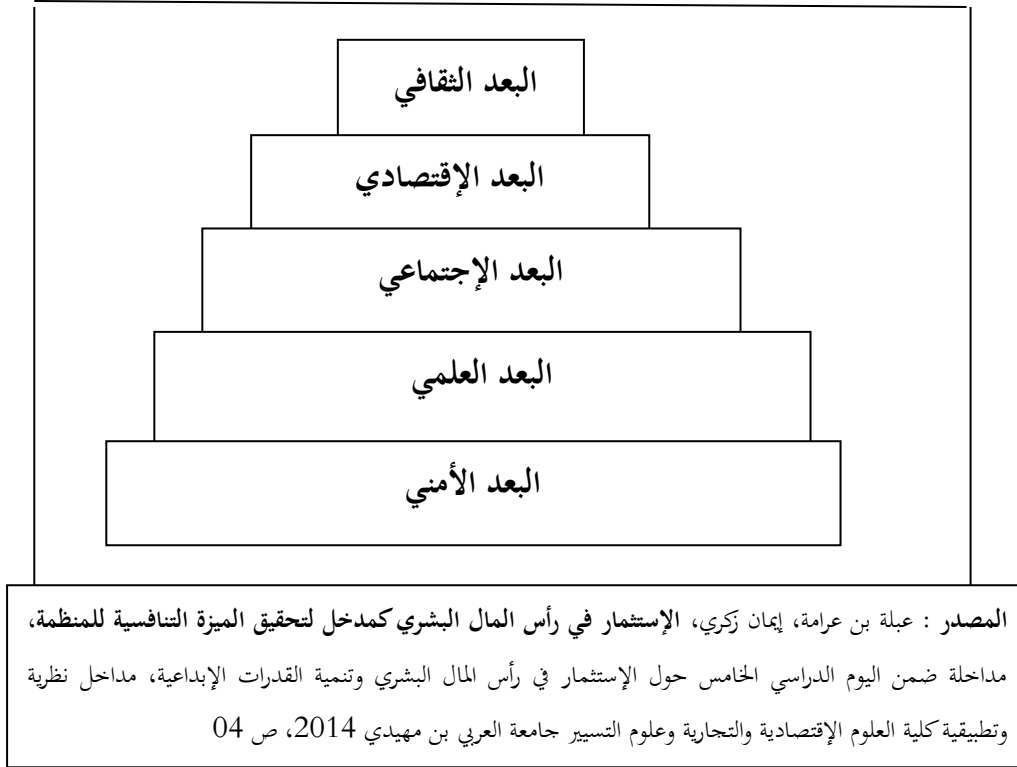 البعد الثقافي
البعد الإقتصادي
البعد الإجتماعي
البعد العلمي
البعد الأمني
المصدر : عبلة بن عرامة، إيمان زكري، الإستثمار في رأس المال البشري كمدخل لتحقيق الميزة التنافسية للمنظمة،
مداخلة ضمن اليوم الدراسي الخامس حول الإستثمار في رأس المال البشري وتنمية القدرات الإبداعية، مداخل نظرية
وتطبيقية كلية العلوم الإقتصادية والتجارية وعلوم التسيير جامعة العربي بن مهيدي 2014، ص 04